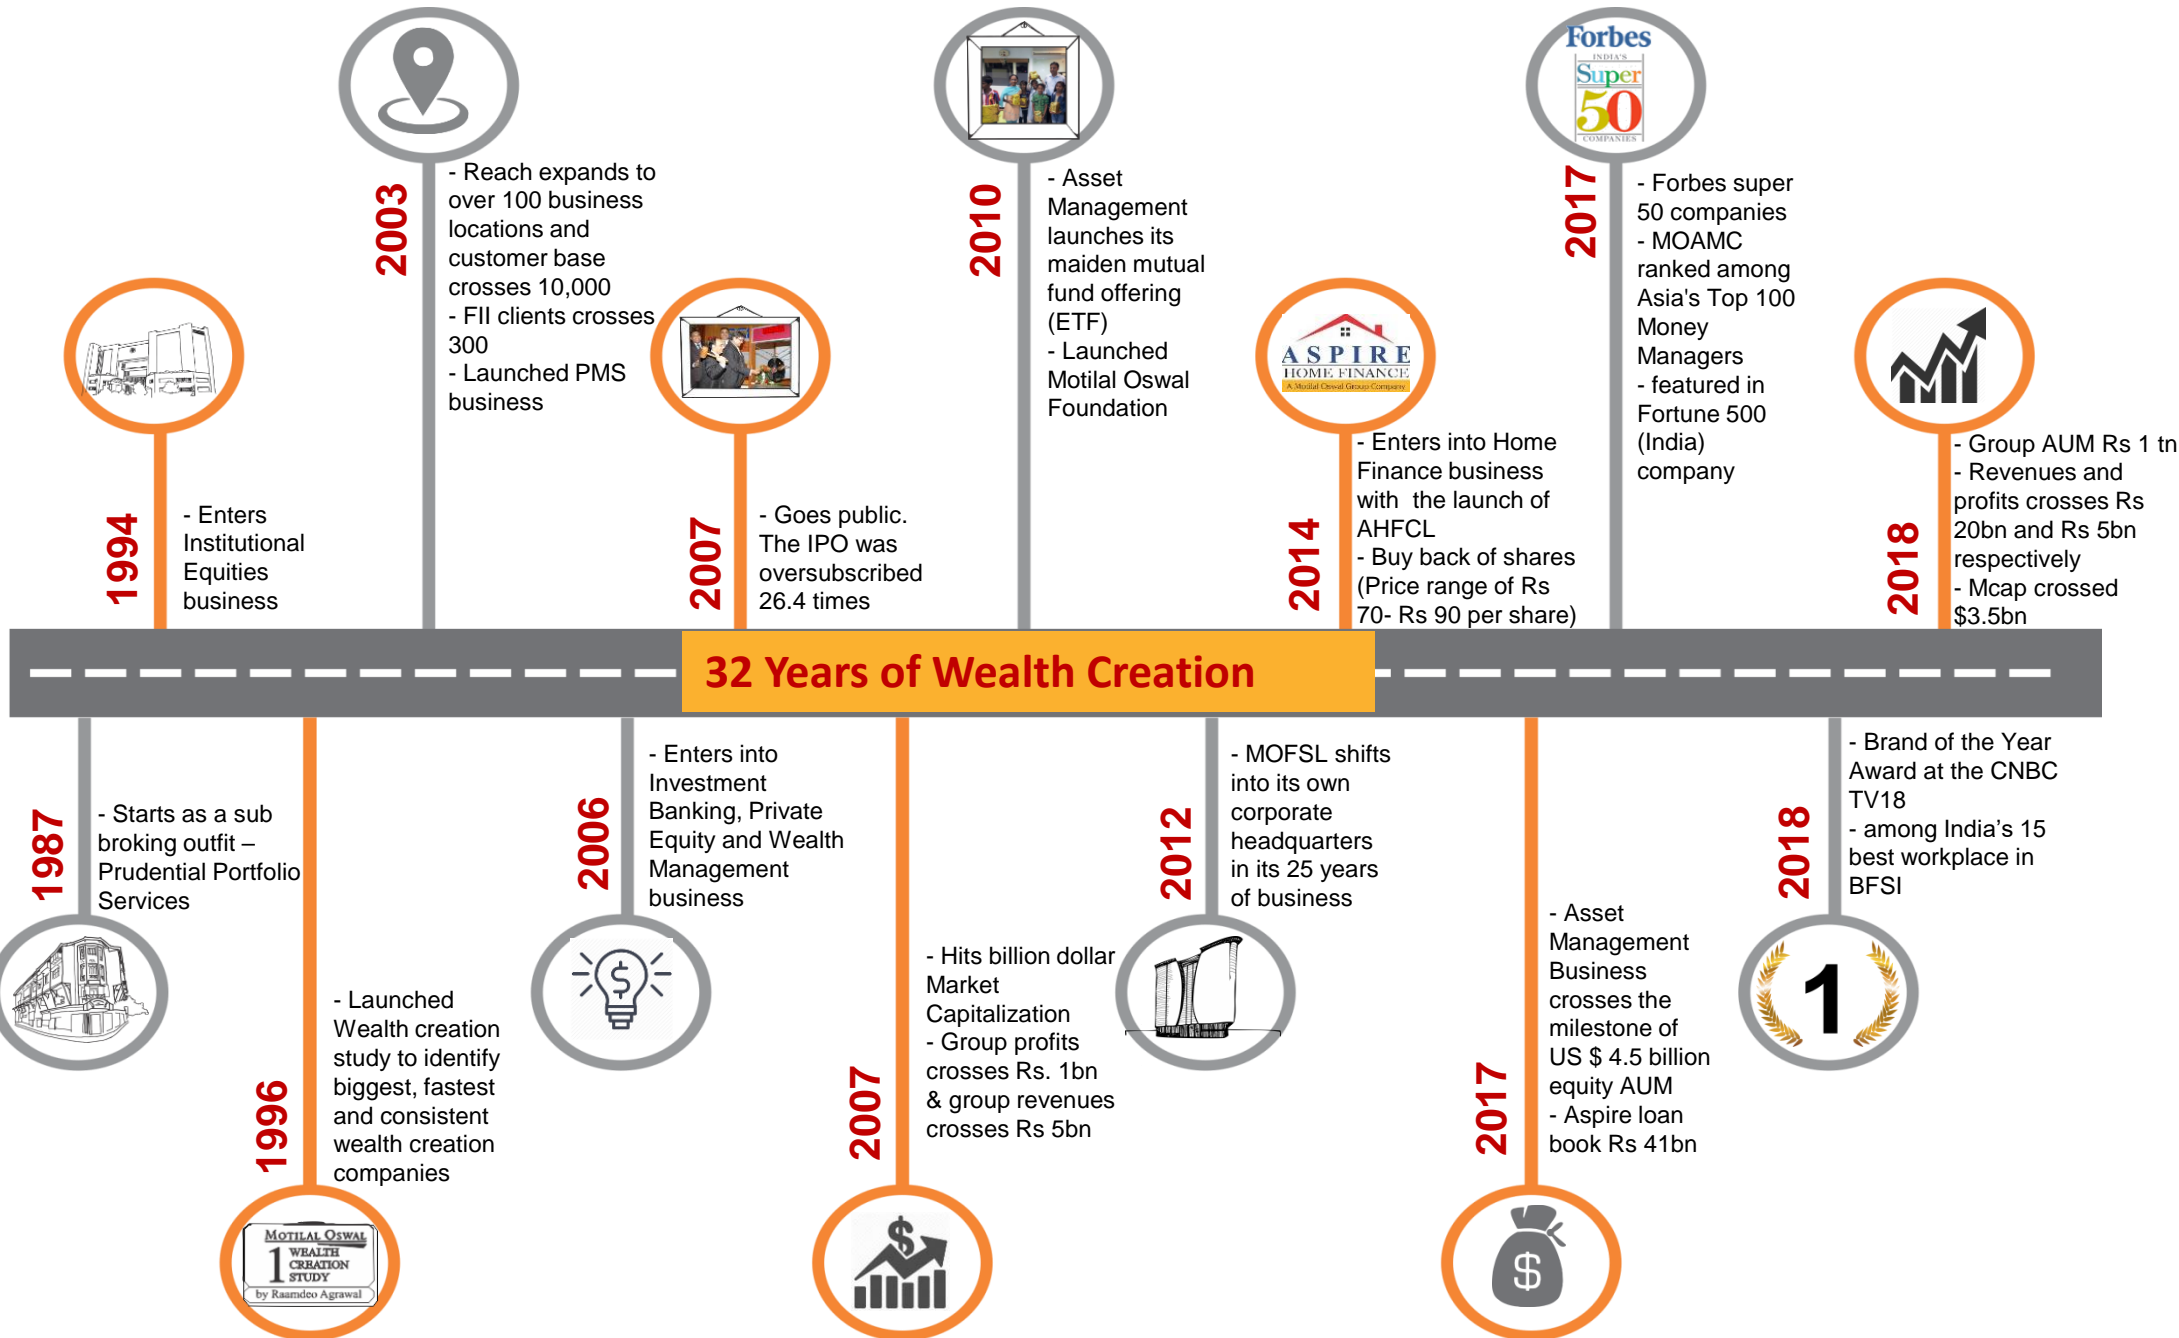 Forbes
INDIA'S
Super
50
COMPANIES
2003
- Reach expands to
over 100 business
locations and
customer base
crosses 10,000
- FII clients crosses
300
- Launched PMS
business
2010
- Asset
Management
launches its
maiden mutual
fund offering
(ETF)
- Launched
Motilal Oswal
Foundation
2017
- Forbes super
50 companies
- MOAMC
ranked among
Asia's Top 100
Money
Managers
- featured in
Fortune 500
(India)
company
1994
- Enters
Institutional
Equities
business
2007
- Goes public.
The IPO was
oversubscribed
26.4 times
ASPIRE
HOME FINANCE
A Motilal Oswal Group Company
2014
- Enters into Home
Finance business
with the launch of
AHFCL
- Buy back of shares
(Price range of Rs
70- Rs 90 per share)
2018
- Group AUM Rs 1 tn
- Revenues and
profits crosses Rs
20bn and Rs 5bn
respectively
- Mcap crossed
$3.5bn
32 Years of Wealth Creation
1987
- Starts as a sub
broking outfit –
Prudential Portfolio
Services
1996
- Launched
Wealth creation
study to identify
biggest, fastest
and consistent
wealth creation
companies
MOTILAL OSWAL
1 WEALTH
CREATION
STUDY
by Raamdeo Agrawal
2006
- Enters into
Investment
Banking, Private
Equity and Wealth
Management
business
$
2007
- Hits billion dollar
Market
Capitalization
- Group profits
crosses Rs. 1bn
& group revenues
crosses Rs 5bn
$
2012
- MOFSL shifts
into its own
corporate
headquarters
in its 25 years
of business
2017
- Asset
Management
Business
crosses the
milestone of
US $ 4.5 billion
equity AUM
- Aspire loan
book Rs 41bn
$
2018
- Brand of the Year
Award at the CNBC
TV18
- among India’s 15
best workplace in
BFSI
1